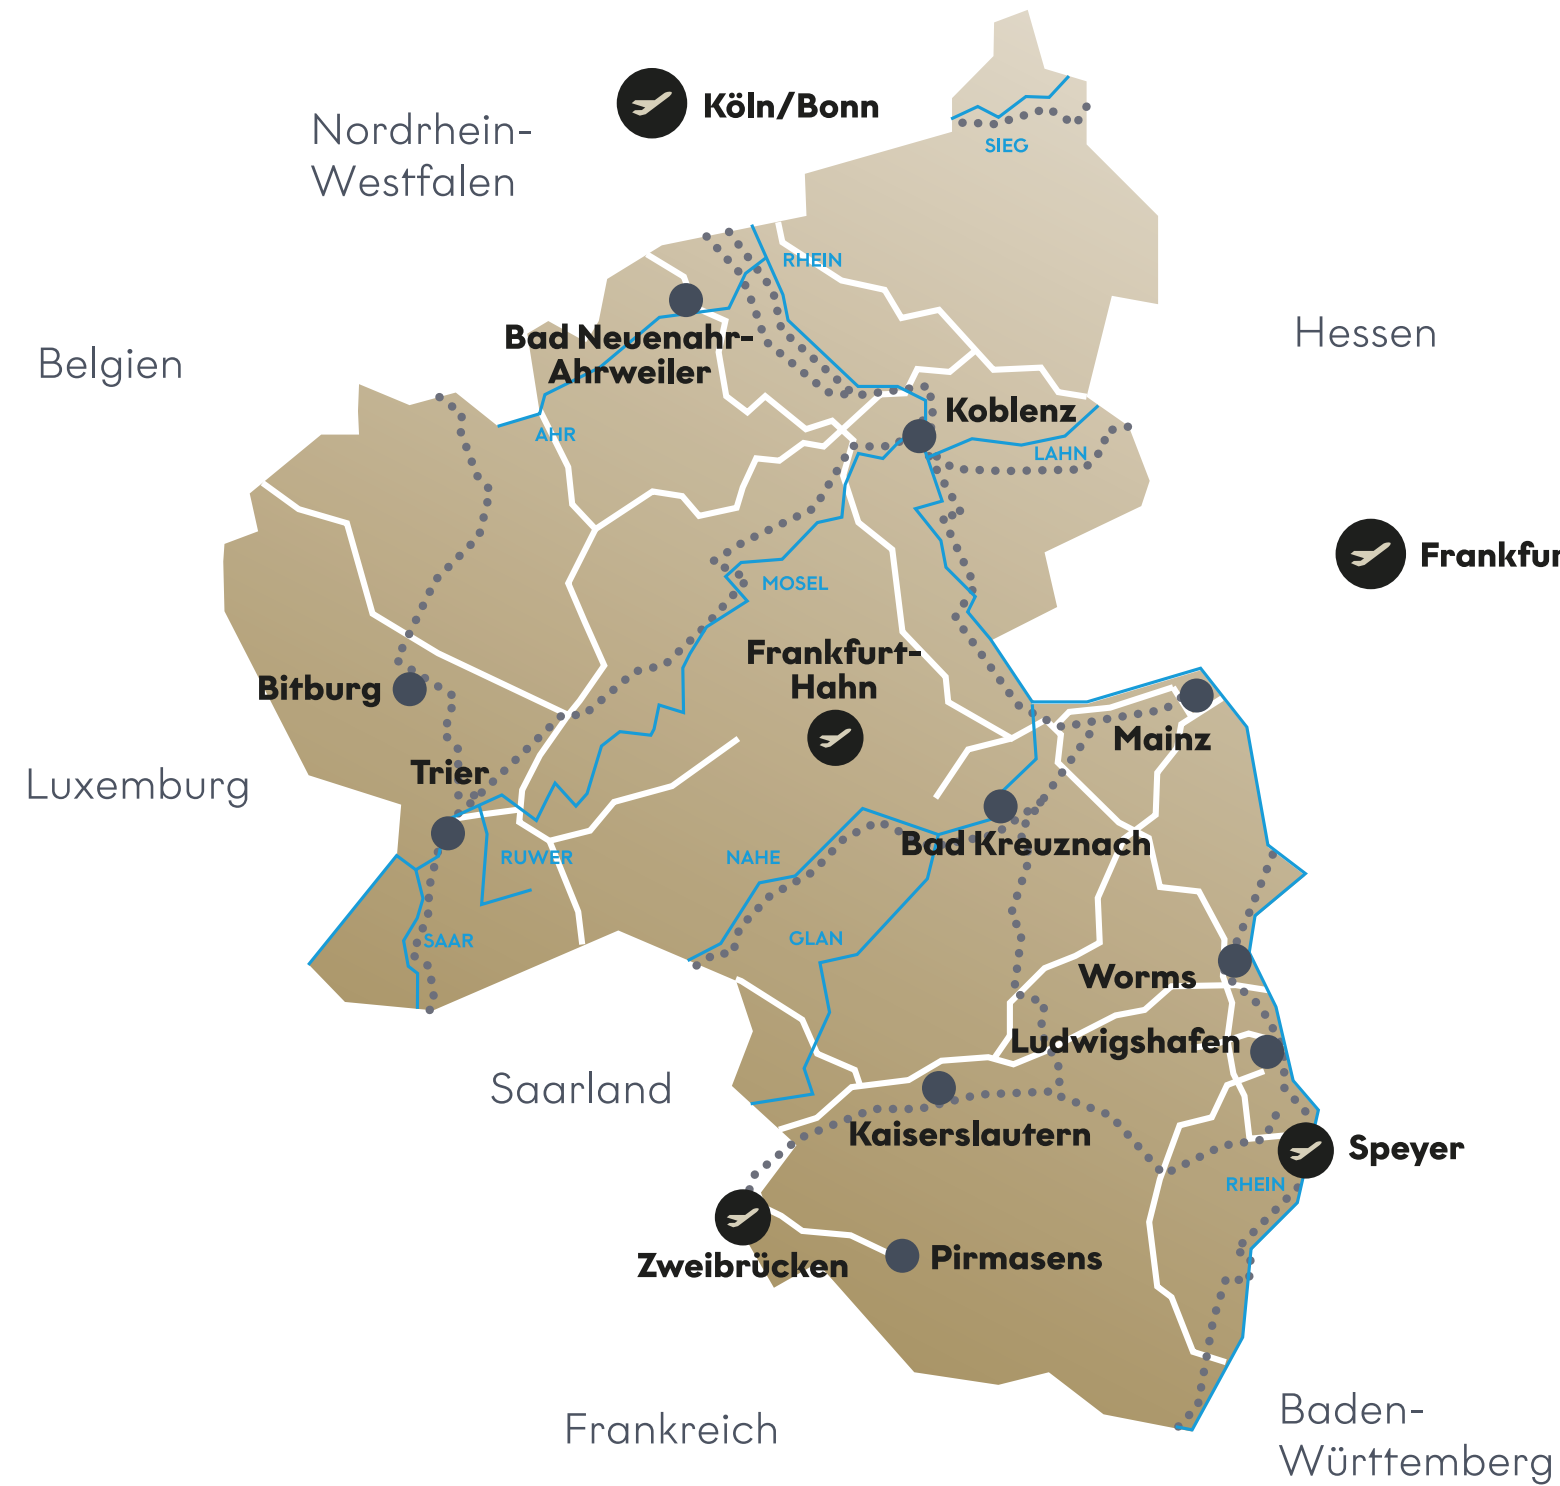 Köln/Bonn
Nordrhein-
Westfalen
SIEG
RHEIN
Bad Neuenahr-
Ahrweiler
Hessen
Belgien
Koblenz
AHR
LAHN
Frankfur
MOSEL
Frankfurt-
Hahn
Bitburg
Mainz
Trier
Luxemburg
Bad Kreuznach
RUWER
NAHE
GLAN
SAAR
Worms
Ludwigshafen
Saarland
Kaiserslautern
Speyer
RHEIN
Zweibrücken
Pirmasens
Frankreich
Baden-
Württemberg